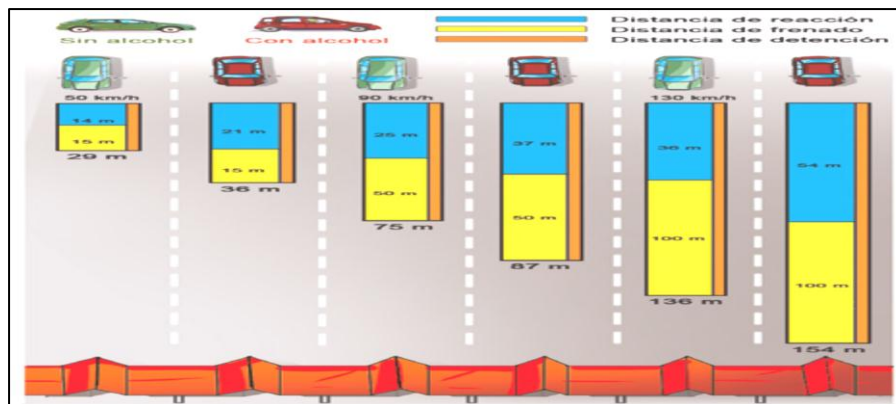 Sin alcohol
Con alcohol
Distancia de reacción
Distancia de frenado
Distancia de detención
50 km/h
90 km/h
130 km/h
14 m
15 m
29 m
21 m
15 m
36 m
25 m
50 m
75 m
37 m
50 m
87 m
36 m
100 m
136 m
54 m
100 m
154 m